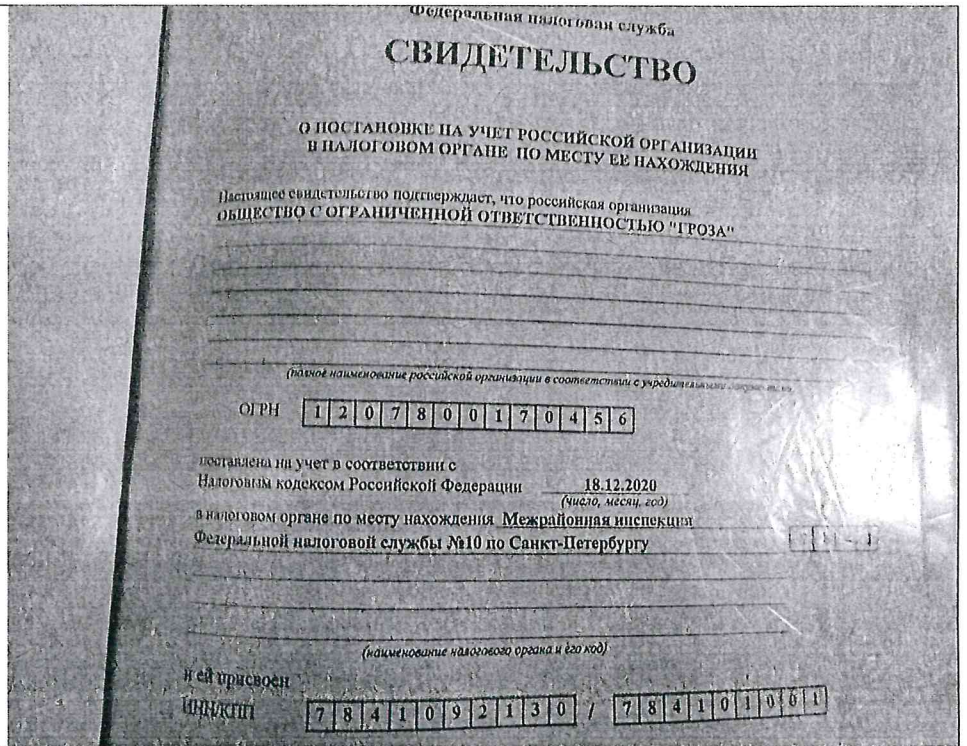 Федеральная налоговая служба
СВИДЕТЕЛЬСТВО
О ПОСТАНОВКЕ НА УЧЕТ РОССИЙСКОЙ ОРГАНИЗАЦИИ
В НАЛОГОВОМ ОРГАНЕ ПО МЕСТУ ЕЕ НАХОЖДЕНИЯ
Настоящее свидетельство подтверждает, что российская организация
ОБЩЕСТВО С ОГРАНИЧЕННОЙ ОТВЕТСТВЕННОСТЬЮ "ГРОЗА"
(полное наименование российской организации в соответствии с учредительными
ОГРН 1207800170456
поставлена на учет в соответствии с
Налоговым кодексом Российской Федерации 18.12.2020
(число, месяц, год)
в налоговом органе по месту нахождения Межрайонная инспекция
Федеральной налоговой службы №10 по Санкт-Петербургу
(наименование налогового органа и его код)
и ей присвоен
ИНН/КПП 7841092130 / 784101001